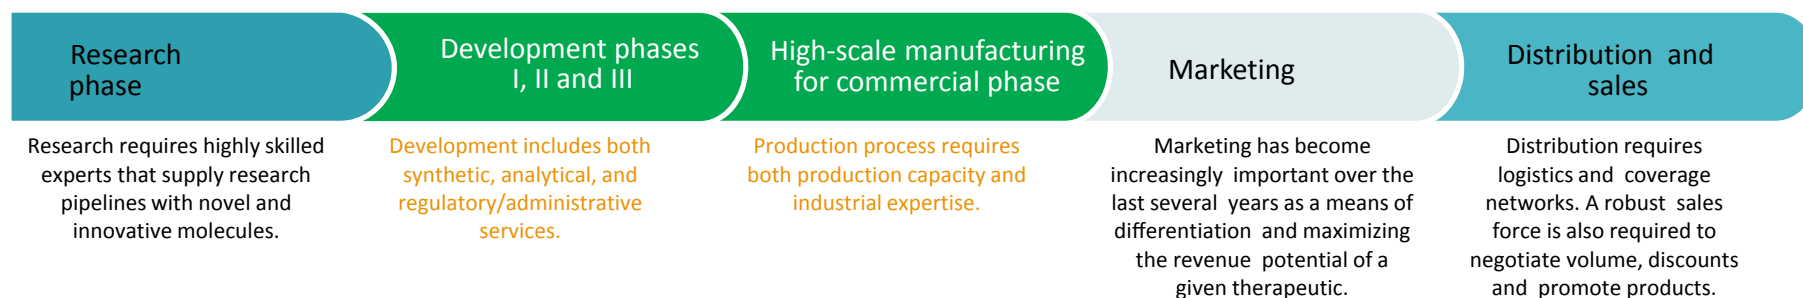 Research
phase
Development phases
I, II and III
High-scale manufacturing
for commercial phase
Marketing
Distribution and
sales
Research requires highly skilled
experts that supply research
pipelines with novel and
innovative molecules.
Development includes both
synthetic, analytical, and
regulatory/administrative
services.
Production process requires
both production capacity and
industrial expertise.
Marketing has become
increasingly important over the
last several years as a means of
differentiation and maximizing
the revenue potential of a
given therapeutic.
Distribution requires
logistics and coverage
networks. A robust sales
force is also required to
negotiate volume, discounts
and promote products.